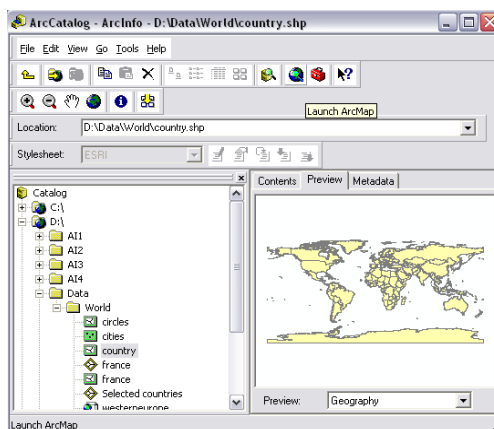 ArcCatalog - ArcInfo - D:\Data\World\country.shp
File Edit View Go Tools Help
Launch ArcMap
Location: D:\Data\World\country.shp
Stylesheet: ESRI
Contents Preview Metadata
Catalog
C:\
D:\
AI1
AI2
AI3
AI4
Data
World
circles
cities
country
france
france
Selected countries
westerneurope
Preview: Geography
Launch ArcMap